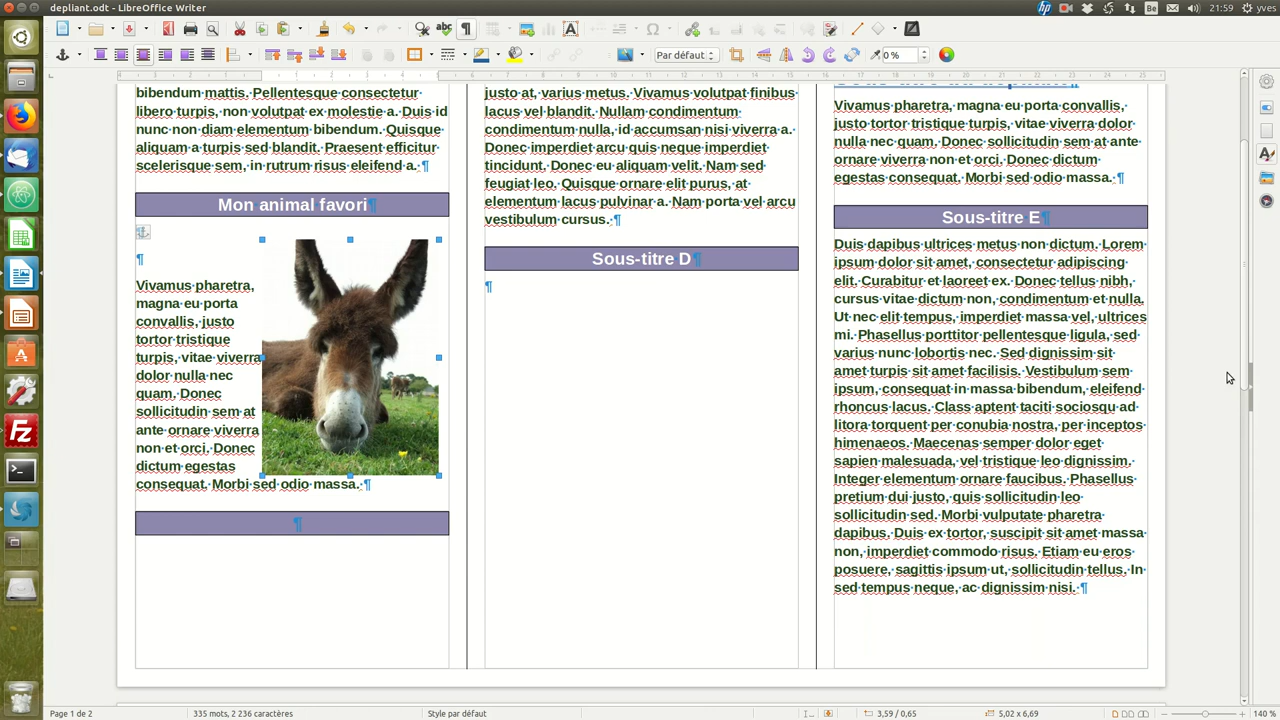 depliant.odt - LibreOffice Writer
Be
21:59
yves
Par défaut
0 %
bibendum mattis. Pellentesque consectetur
libero turpis, non volutpat ex molestie a. Duis id
nunc non diam elementum bibendum. Quisque
aliquam a turpis sed blandit. Praesent efficitur
scelerisque sem, in rutrum risus eleifend a. ¶
Mon animal favori¶
¶
Vivamus pharetra,
magna eu porta
convallis, justo
tortor tristique
turpis, vitae viverra
dolor nulla nec
quam. Donec
sollicitudin sem at
ante ornare viverra
non et orci. Donec
dictum egestas
consequat. Morbi sed odio massa. ¶
¶
justo at, varius metus. Vivamus volutpat finibus
lacus vel blandit. Nullam condimentum
condimentum nulla, id accumsan nisi viverra a.
Donec imperdiet arcu quis neque imperdiet
tincidunt. Donec eu aliquam velit. Nam sed
feugiat leo. Quisque ornare elit purus, at
elementum lacus pulvinar a. Nam porta vel arcu
vestibulum cursus. ¶
Sous-titre D¶
¶
Vivamus pharetra, magna eu porta convallis,
justo tortor tristique turpis, vitae viverra dolor
nulla nec quam. Donec sollicitudin sem at ante
ornare viverra non et orci. Donec dictum
egestas consequat. Morbi sed odio massa. ¶
Sous-titre E¶
Duis dapibus ultrices metus non dictum. Lorem
ipsum dolor sit amet, consectetur adipiscing
elit. Curabitur et laoreet ex. Donec tellus nibh,
cursus vitae dictum non, condimentum et nulla.
Ut nec elit tempus, imperdiet massa vel, ultrices
mi. Phasellus porttitor pellentesque ligula, sed
varius nunc lobortis nec. Sed dignissim sit
amet turpis sit amet facilisis. Vestibulum sem
ipsum, consequat in massa bibendum, eleifend
rhoncus lacus. Class aptent taciti sociosqu ad
litora torquent per conubia nostra, per inceptos
himenaeos. Maecenas semper dolor eget
sapien malesuada, vel tristique leo dignissim.
Integer elementum ornare faucibus. Phasellus
pretium dui justo, quis sollicitudin leo
sollicitudin sed. Morbi vulputate pharetra
dapibus. Duis ex tortor, suscipit sit amet massa
non, imperdiet commodo risus. Etiam eu eros
posuere, sagittis ipsum ut, sollicitudin tellus. In
sed tempus neque, ac dignissim nisi. ¶
Page 1 de 2
335 mots, 2 236 caractères
Style par défaut
3,59 / 0,65
5,02 x 6,69
140 %